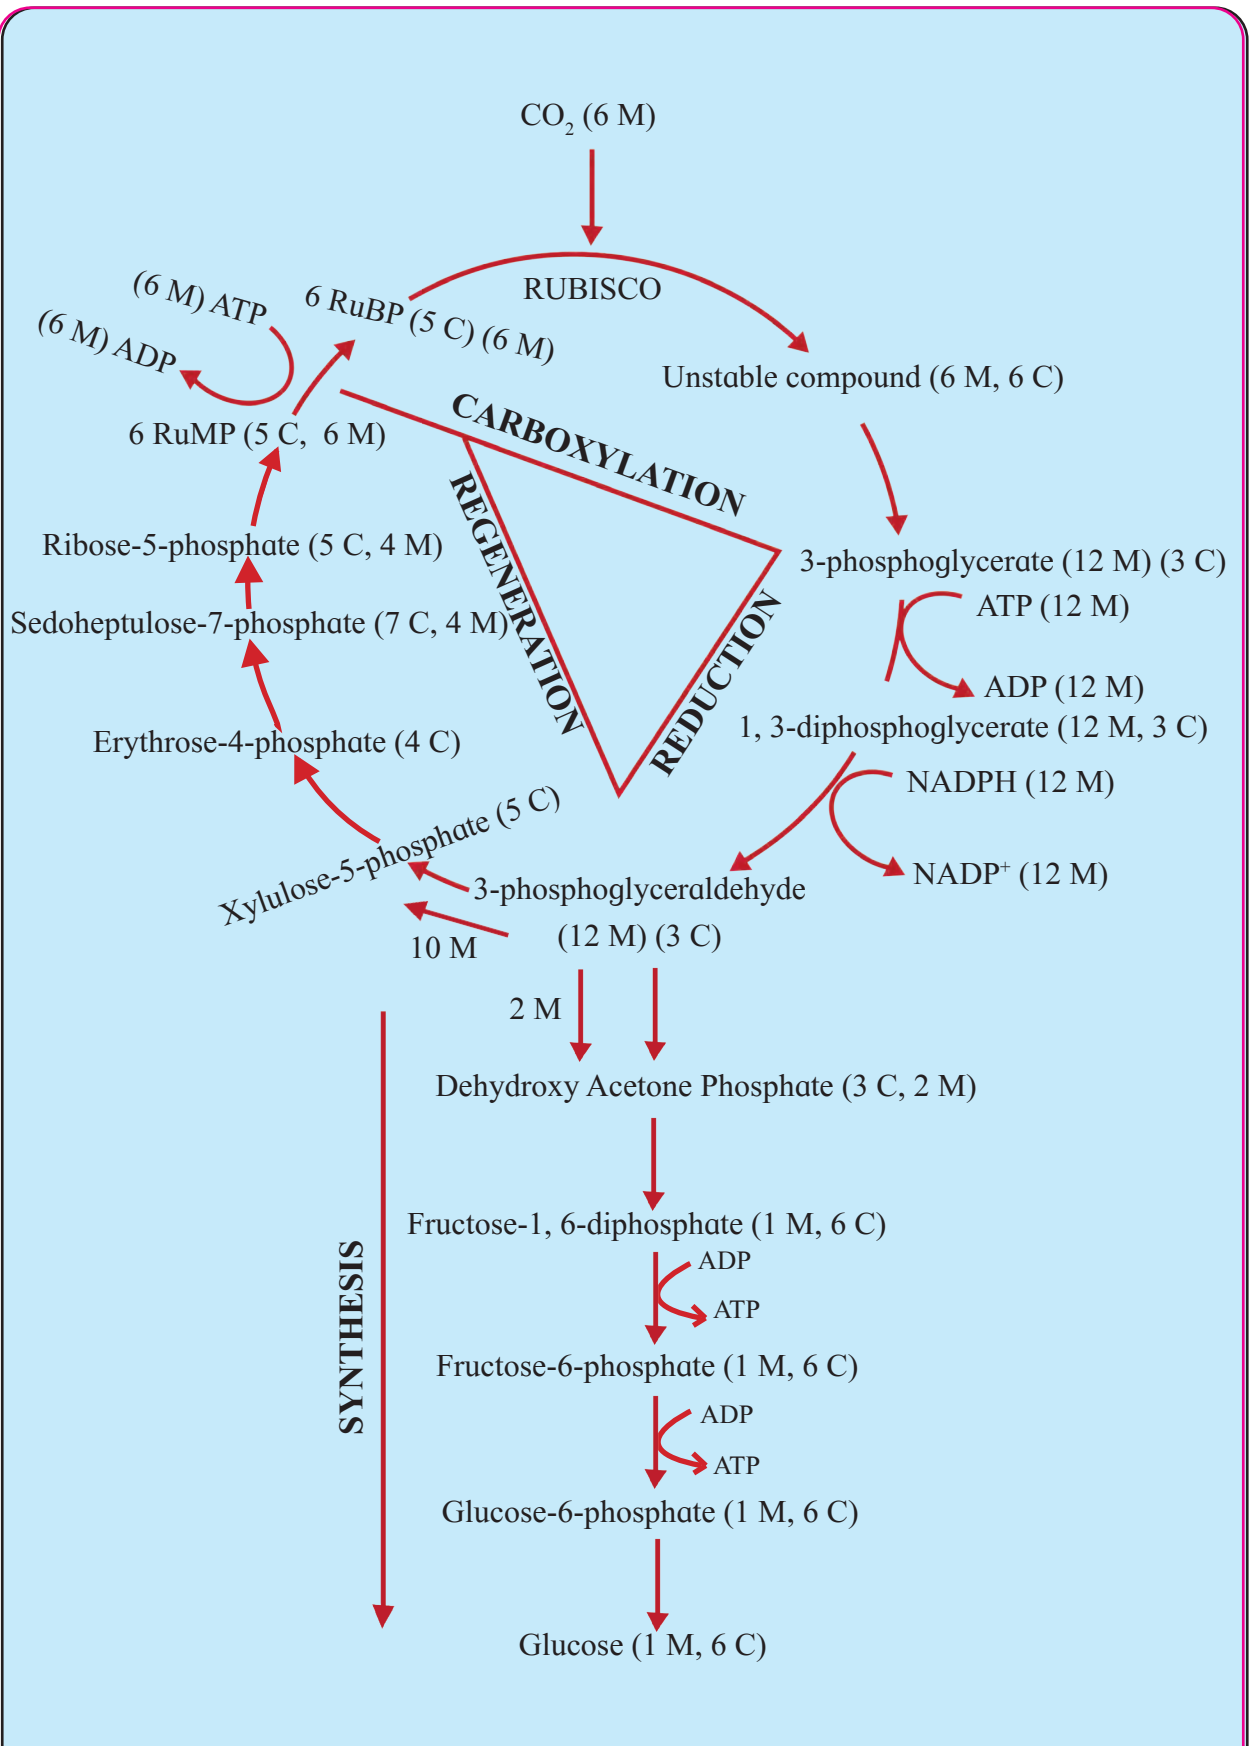 CO₂ (6 M)
RUBISCO
(6 M) ATP
(6 M) ADP
6 RuBP (5 C) (6 M)
Unstable compound (6 M, 6 C)
6 RuMP (5 C, 6 M)
CARBOXYLATION
REGENERATION
REDUCTION
Ribose-5-phosphate (5 C, 4 M)
3-phosphoglycerate (12 M) (3 C)
ATP (12 M)
Sedoheptulose-7-phosphate (7 C, 4 M)
ADP (12 M)
1, 3-diphosphoglycerate (12 M, 3 C)
Erythrose-4-phosphate (4 C)
NADPH (12 M)
NADP⁺ (12 M)
Xylulose-5-phosphate (5 C)
3-phosphoglyceraldehyde
(12 M) (3 C)
10 M
2 M
Dehydroxy Acetone Phosphate (3 C, 2 M)
Fructose-1, 6-diphosphate (1 M, 6 C)
ADP
ATP
SYNTHESIS
Fructose-6-phosphate (1 M, 6 C)
ADP
ATP
Glucose-6-phosphate (1 M, 6 C)
Glucose (1 M, 6 C)